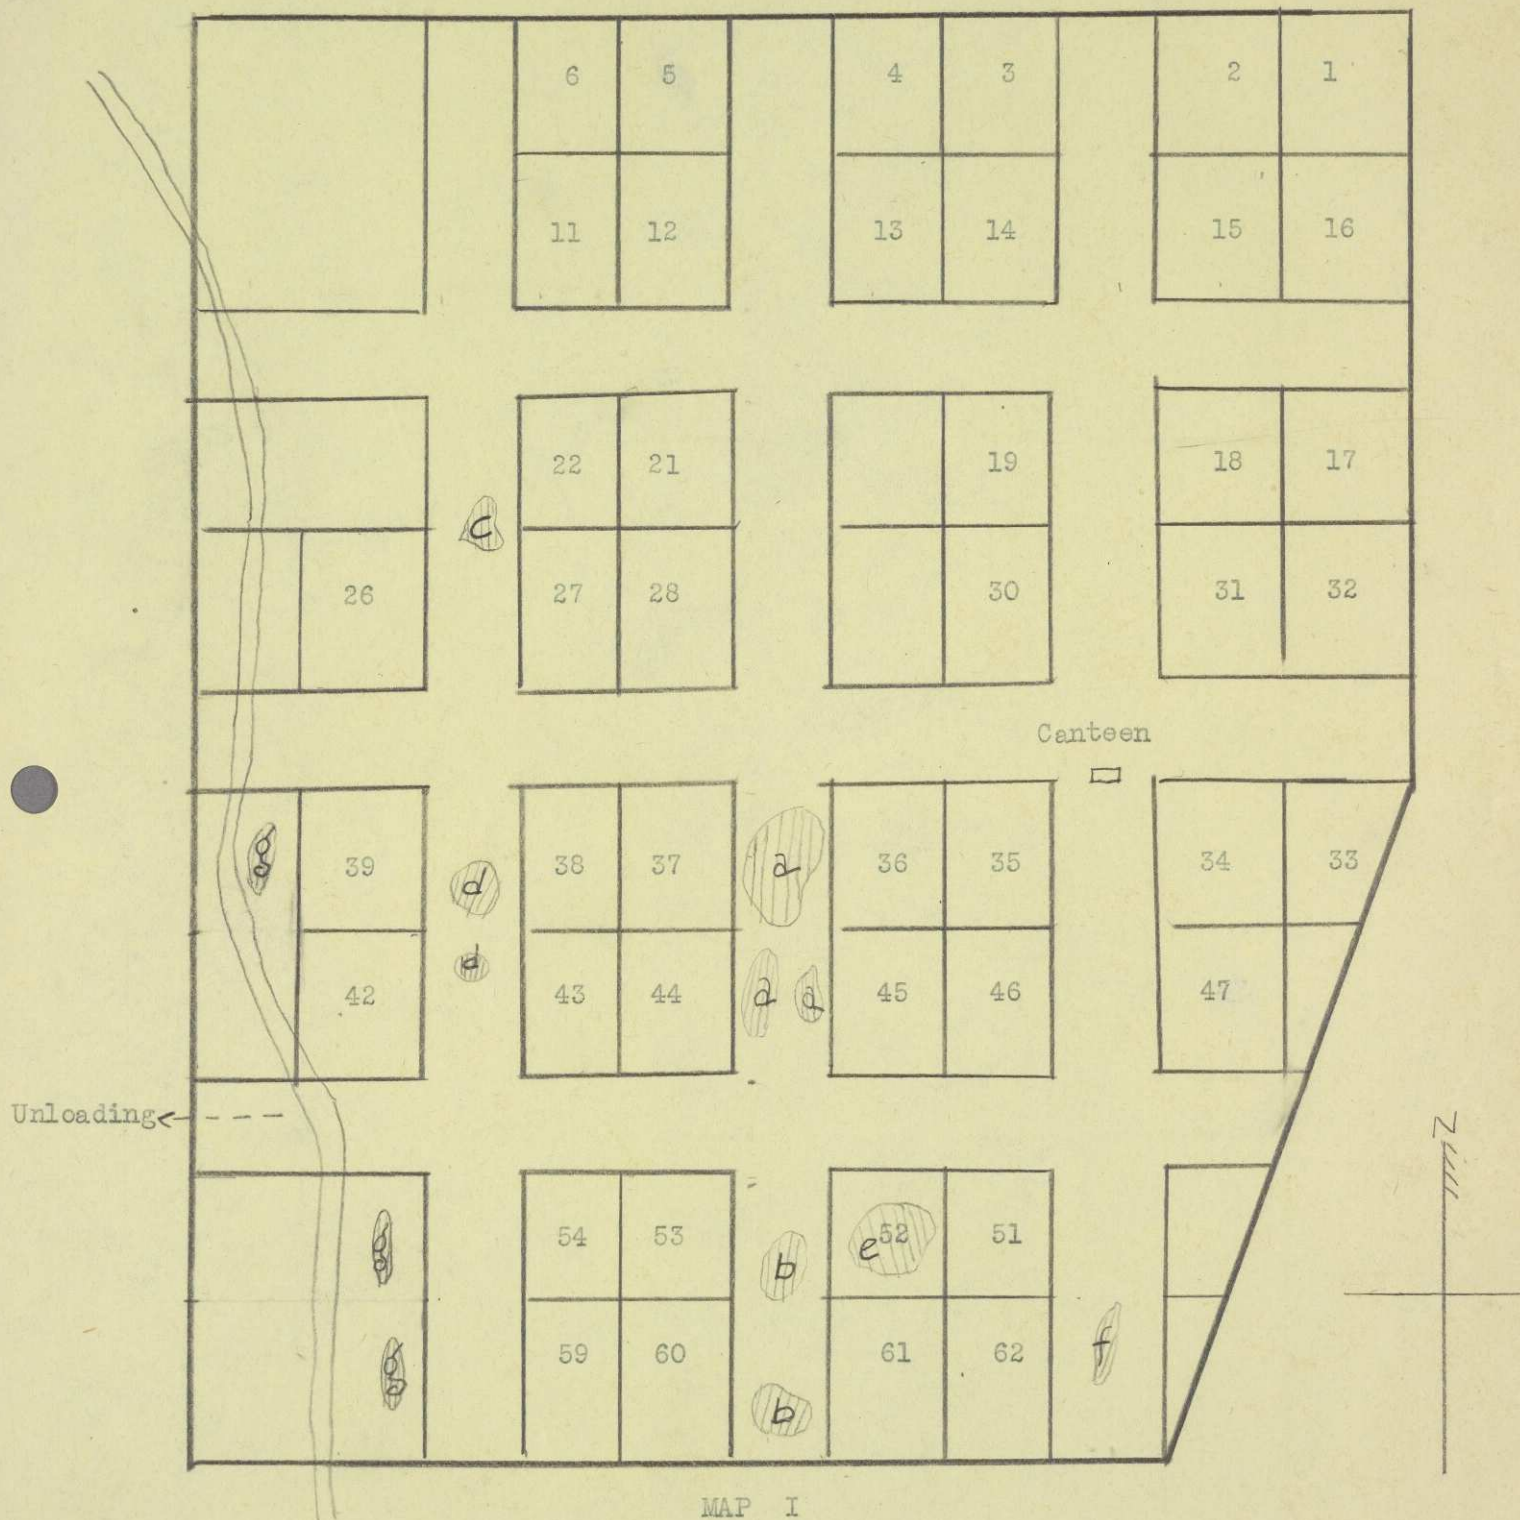 6 5 4 3 2 1
11 12 13 14 15 16
22 21 19 18 17
c
26 27 28 30 31 32
Canteen
g 39 d 38 37 a 36 35 34 33
d
42 43 44 a a 45 46 47
Unloading
N
g 54 53 b e 52 51
g 59 60 61 62 f
b
MAP I